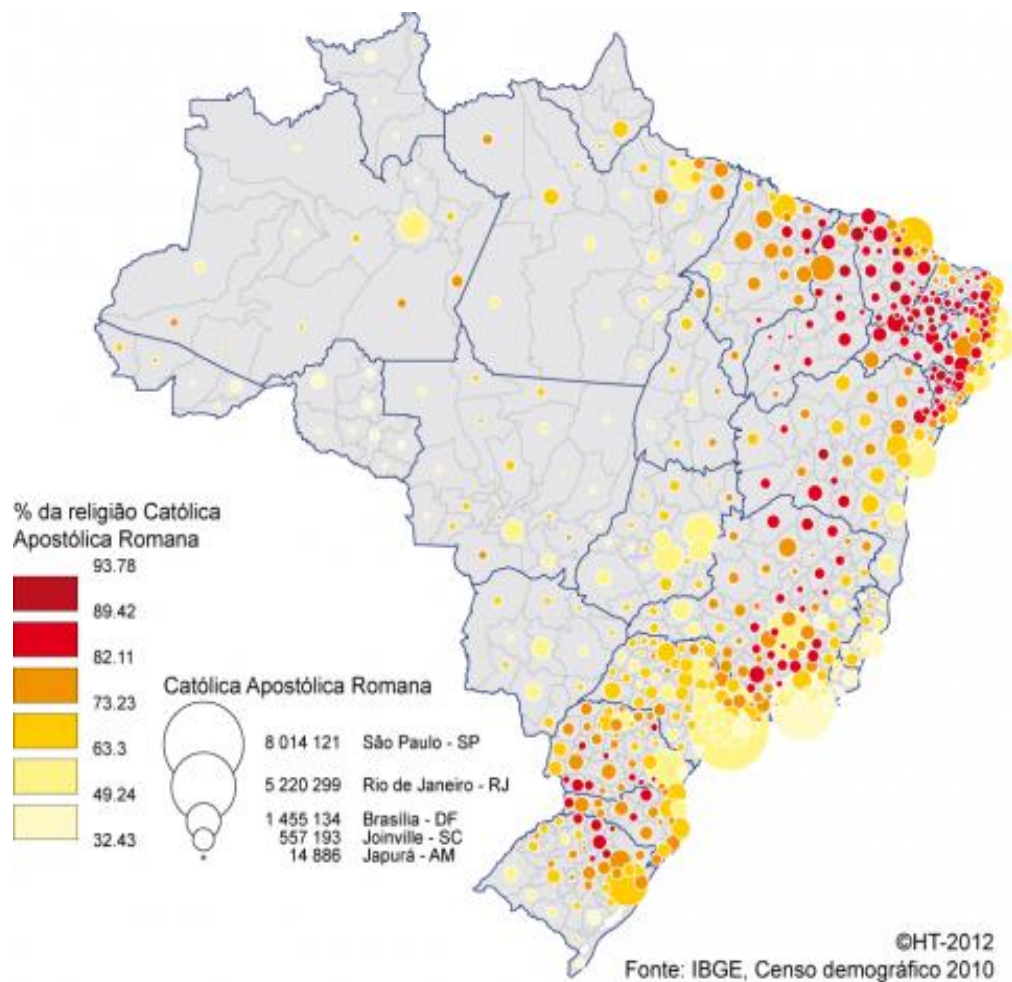 % da religião Católica
Apostólica Romana
93.78
89.42
82.11
73.23
63.3
49.24
32.43
Católica Apostólica Romana
8 014 121 São Paulo - SP
5 220 299 Rio de Janeiro - RJ
1 455 134 Brasília - DF
557 193 Joinville - SC
14 886 Japurá - AM
©HT-2012
Fonte: IBGE, Censo demográfico 2010